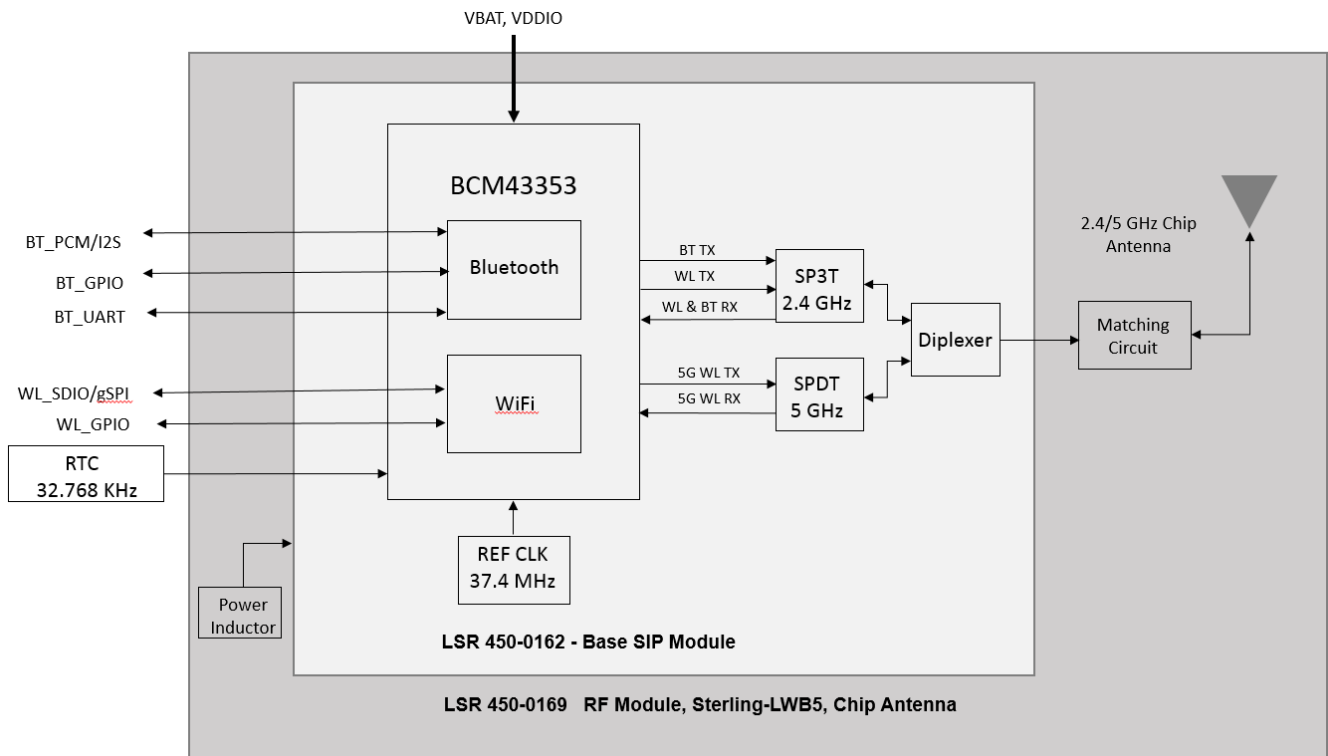 VBAT, VDDIO
BCM43353
BT_PCM/I2S
BT_GPIO
BT_UART
Bluetooth
BT TX
WL TX
WL & BT RX
SP3T
2.4 GHz
2.4/5 GHz Chip
Antenna
Diplexer
Matching
Circuit
WL_SDIO/gSPI
WL_GPIO
WiFi
5G WL TX
5G WL RX
SPDT
5 GHz
RTC
32.768 KHz
REF CLK
37.4 MHz
Power
Inductor
LSR 450-0162 - Base SIP Module
LSR 450-0169 RF Module, Sterling-LWB5, Chip Antenna